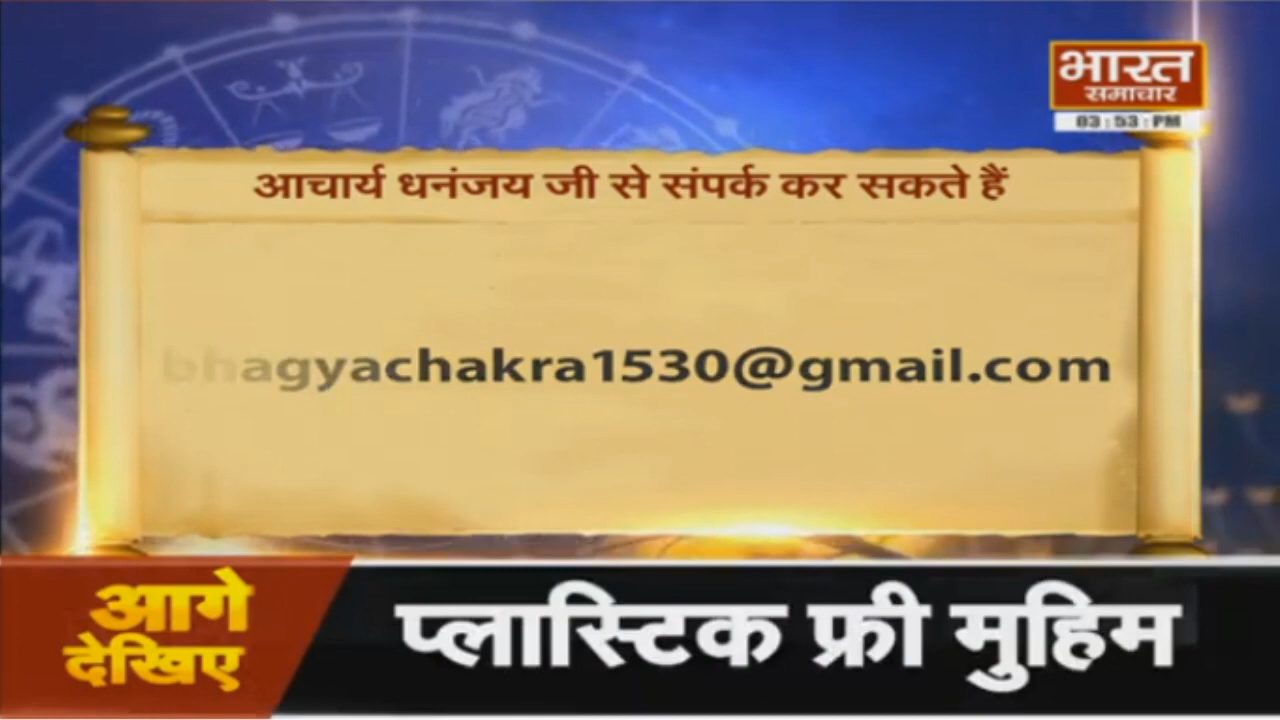 भारत
समाचार
03:53:PM
आचार्य धनंजय जी से संपर्क कर सकते हैं
bhagyachakra1530@gmail.com
आगे
देखिए
प्लास्टिक फ्री मुहिम